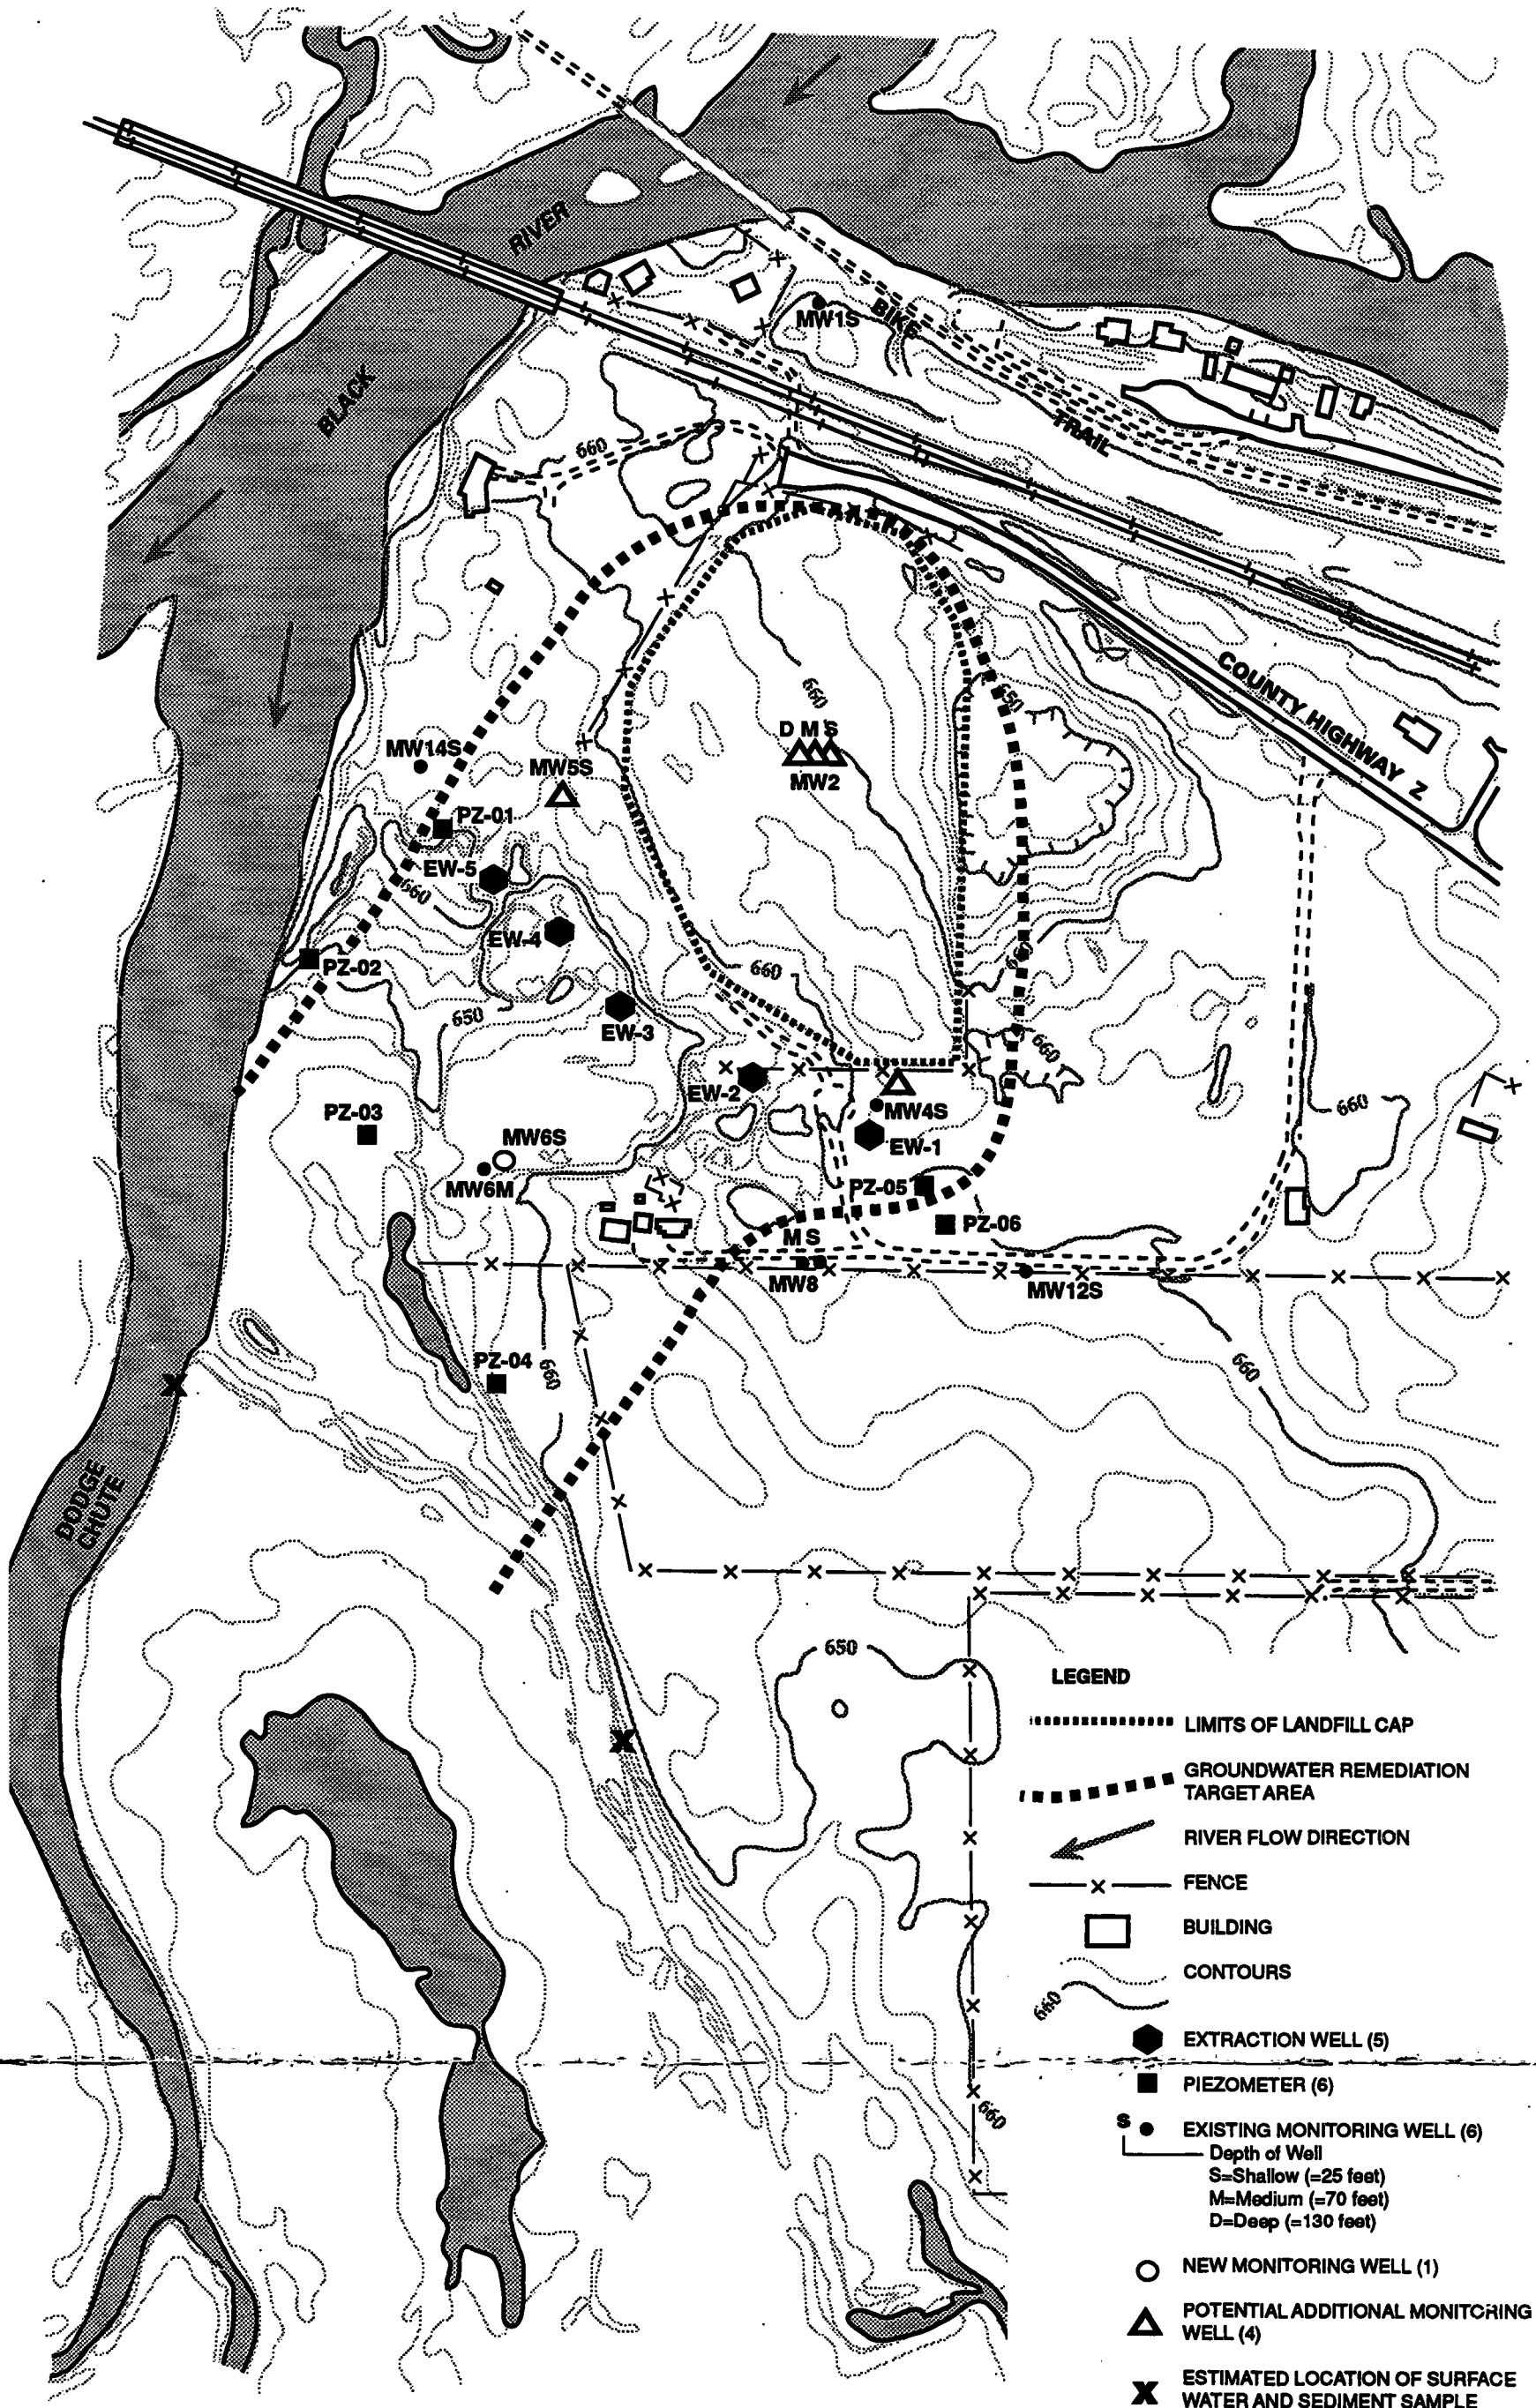 RIVER
BLACK
MW1S
BIKE
TRAIL
660
COUNTY HIGHWAY Z
660
650
D M S
MW2
MW14S
MW5S
PZ-01
EW-5
660
EW-4
PZ-02
660
650
EW-3
660
EW-2
MW4S
660
PZ-03
EW-1
MW6S
MW6M
PZ-05
PZ-06
M S
MW8
MW12S
PZ-04
660
660
DODGE
CHUTE
650
660
LEGEND
LIMITS OF LANDFILL CAP
GROUNDWATER REMEDIATION
TARGET AREA
RIVER FLOW DIRECTION
FENCE
BUILDING
CONTOURS
660
EXTRACTION WELL (5)
PIEZOMETER (6)
S
EXISTING MONITORING WELL (6)
Depth of Well
S=Shallow (=25 feet)
M=Medium (=70 feet)
D=Deep (=130 feet)
NEW MONITORING WELL (1)
POTENTIAL ADDITIONAL MONITORING
WELL (4)
ESTIMATED LOCATION OF SURFACE
WATER AND SEDIMENT SAMPLE